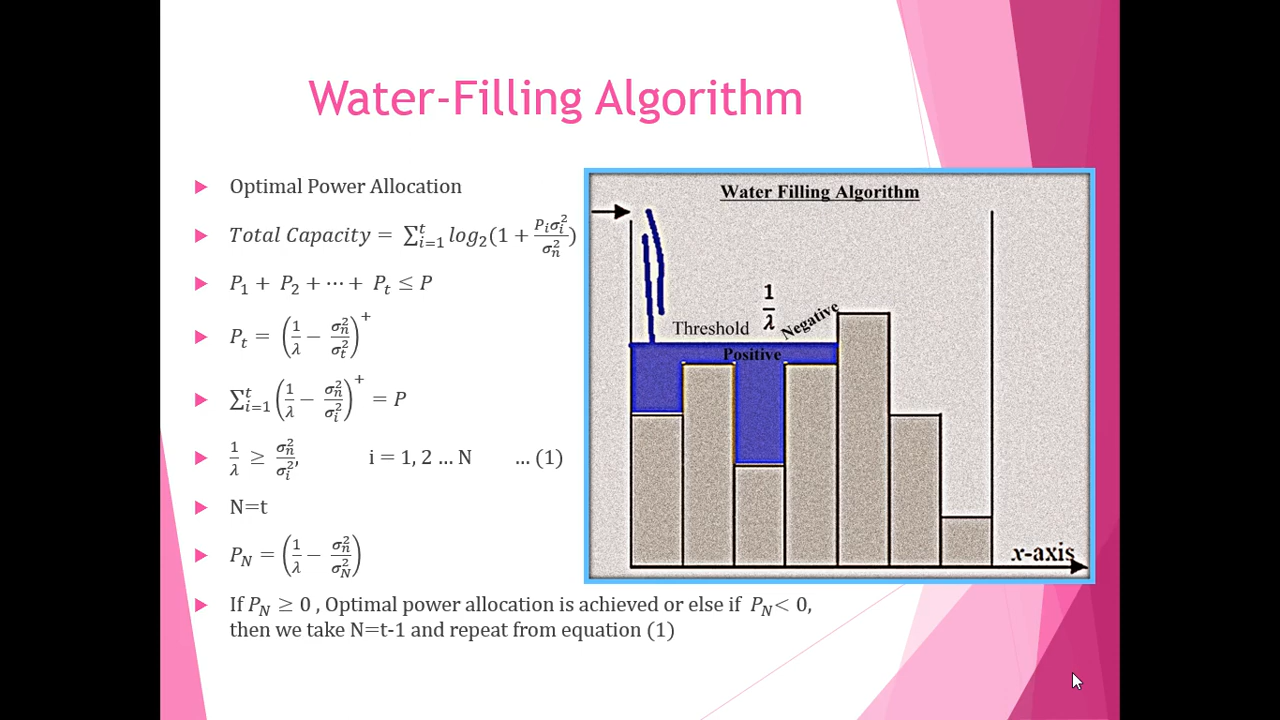 Water-Filling Algorithm
Optimal Power Allocation
Total Capacity = ∑ᵗᵢ₌₁ log₂(1 + Pᵢσᵢ²/σₙ²)
P₁ + P₂ + ⋯ + Pₜ ≤ P
Pₜ = (1/λ − σₙ²/σₜ²)⁺
∑ᵗᵢ₌₁ (1/λ − σₙ²/σᵢ²)⁺ = P
1/λ ≥ σₙ²/σᵢ², i = 1, 2 … N … (1)
N=t
P_N = (1/λ − σₙ²/σ_N²)
If P_N ≥ 0 , Optimal power allocation is achieved or else if P_N < 0,
then we take N=t-1 and repeat from equation (1)
Water Filling Algorithm
1/λ
Threshold
Negative
Positive
x-axis